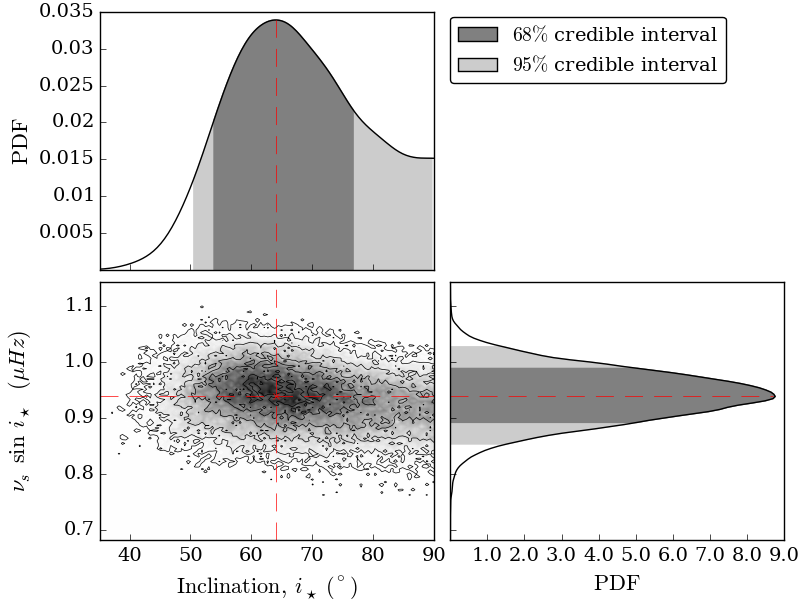 0.035
0.03
0.025
0.02
0.015
0.01
0.005
PDF
68% credible interval
95% credible interval
1.1
1.0
0.9
0.8
0.7
ν_s sin i_⋆ (μHz)
40 50 60 70 80 90
Inclination, i_⋆ (°)
1.0 2.0 3.0 4.0 5.0 6.0 7.0 8.0 9.0
PDF